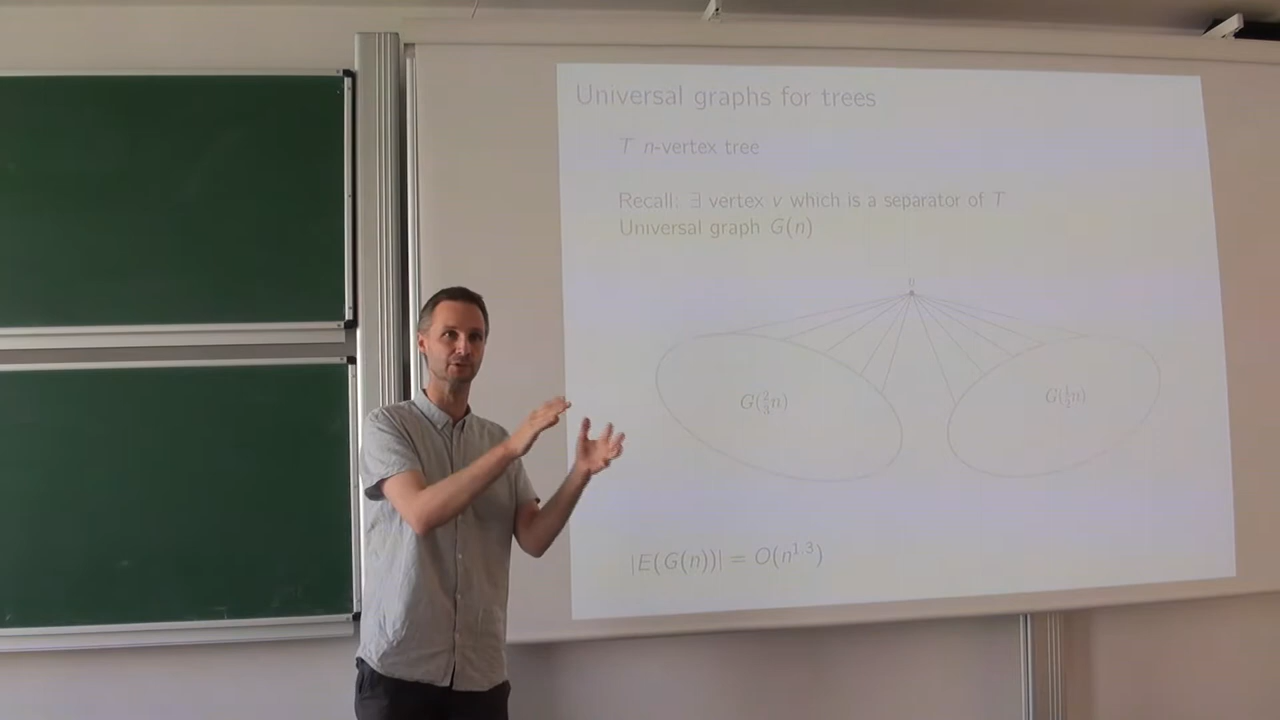 Universal graphs for trees
T n-vertex tree
Recall: ∃ vertex v which is a separator of T
Universal graph G(n)
v
G(⅔n) G(½n)
|E(G(n))| = O(n^{1.3})